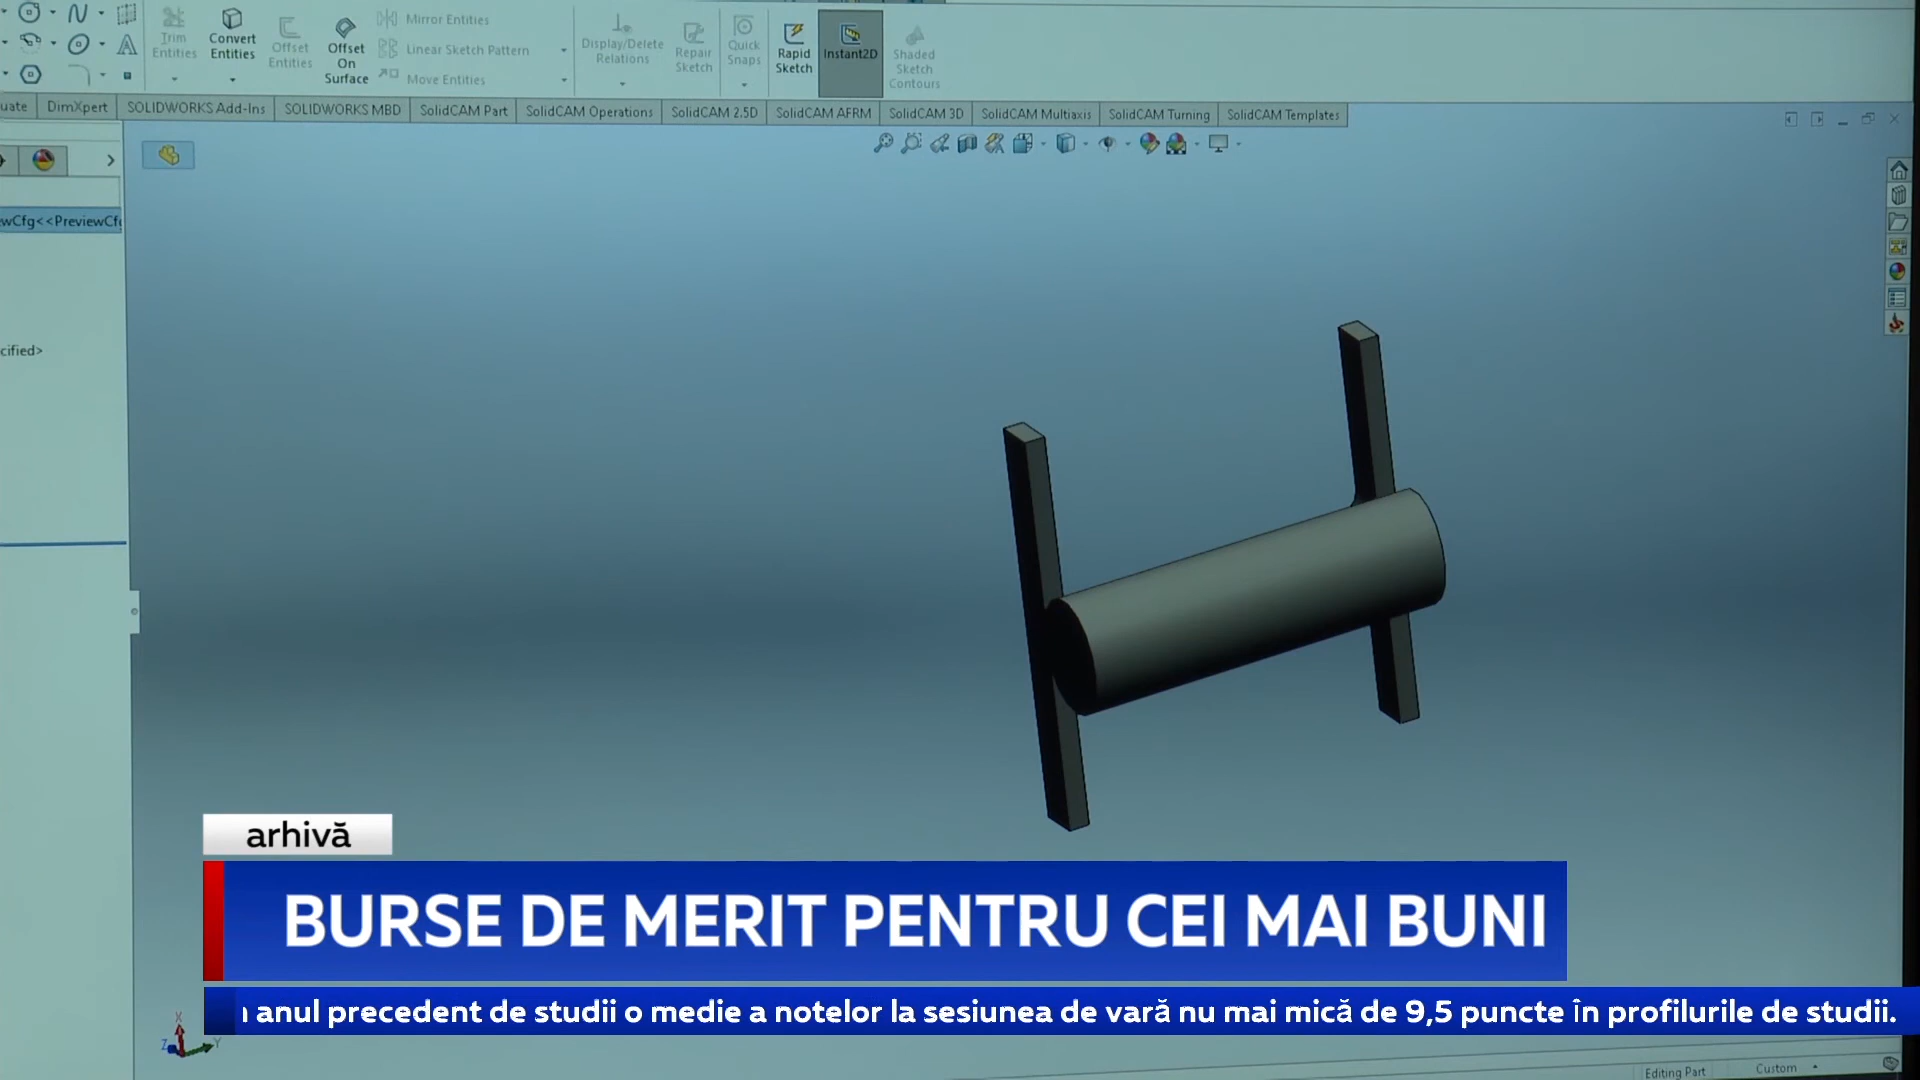 Trim
Entities
Convert
Entities
Offset
Entities
Offset
On
Surface
Mirror Entities
Linear Sketch Pattern
Move Entities
Display/Delete
Relations
Repair
Sketch
Quick
Snaps
Rapid
Sketch
Instant2D
Shaded
Sketch
Contours
uate DimXpert SOLIDWORKS Add-Ins SOLIDWORKS MBD SolidCAM Part SolidCAM Operations SolidCAM 2.5D SolidCAM AFRM SolidCAM 3D SolidCAM Multiaxis SolidCAM Turning SolidCAM Templates
wCfg<<PreviewCf
cified>
arhivă
BURSE DE MERIT PENTRU CEI MAI BUNI
anul precedent de studii o medie a notelor la sesiunea de vară nu mai mică de 9,5 puncte în profilurile de studii.
X
Z Y
Editing Part Custom